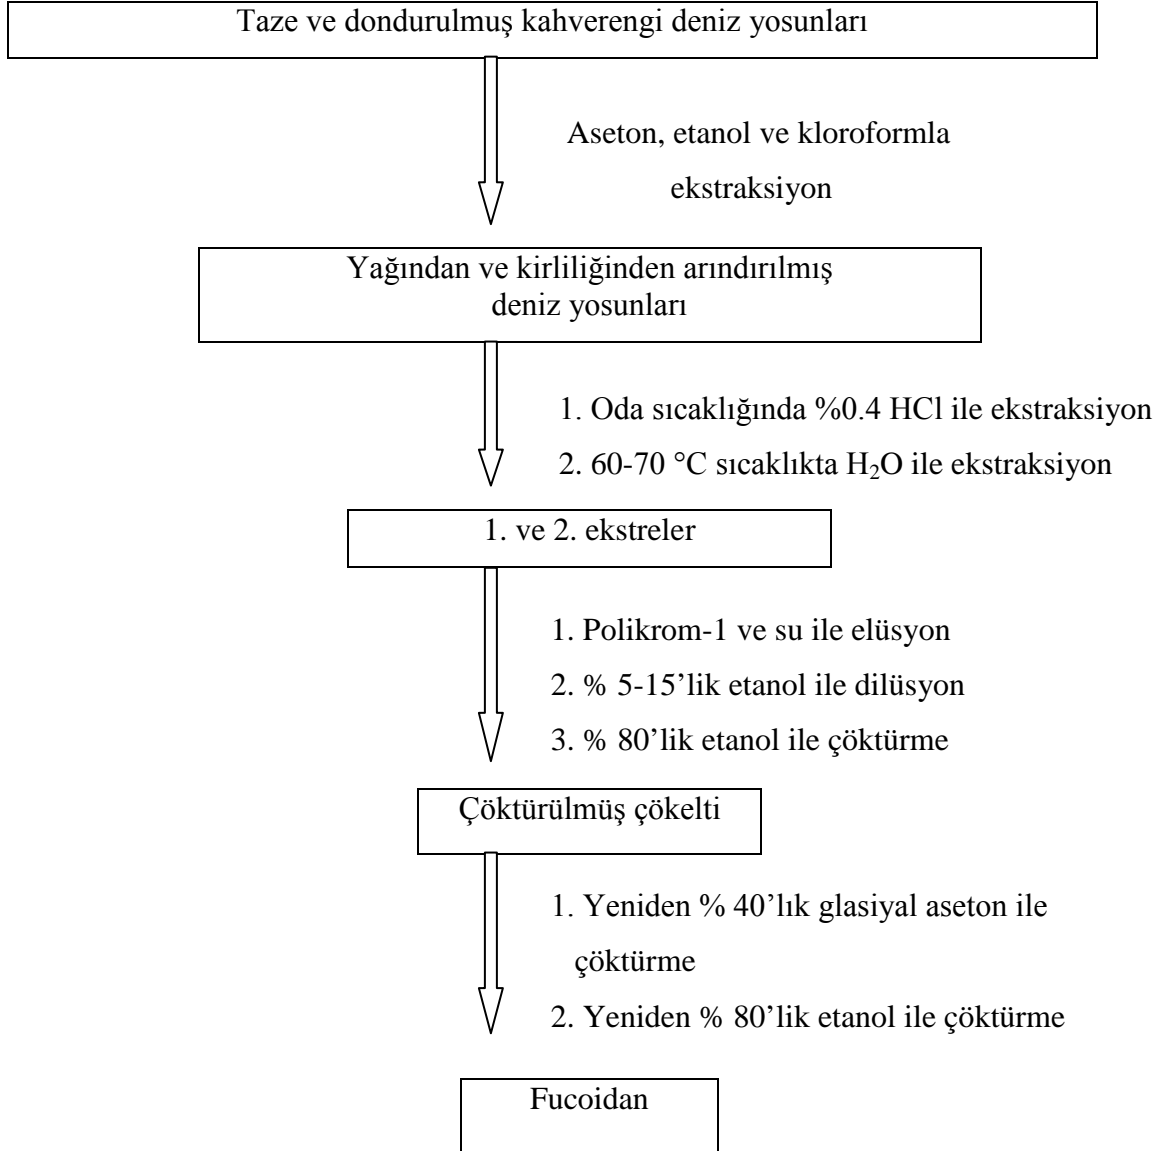 Taze ve dondurulmuş kahverengi deniz yosunları
Aseton, etanol ve kloroformla
ekstraksiyon
Yağından ve kirliliğinden arındırılmış
deniz yosunları
1. Oda sıcaklığında %0.4 HCl ile ekstraksiyon
2. 60-70 °C sıcaklıkta H₂O ile ekstraksiyon
1. ve 2. ekstreler
1. Polikrom-1 ve su ile elüsyon
2. % 5-15’lik etanol ile dilüsyon
3. % 80’lik etanol ile çöktürme
Çöktürülmüş çökelti
1. Yeniden % 40’lık glasiyal aseton ile
çöktürme
2. Yeniden % 80’lik etanol ile çöktürme
Fucoidan